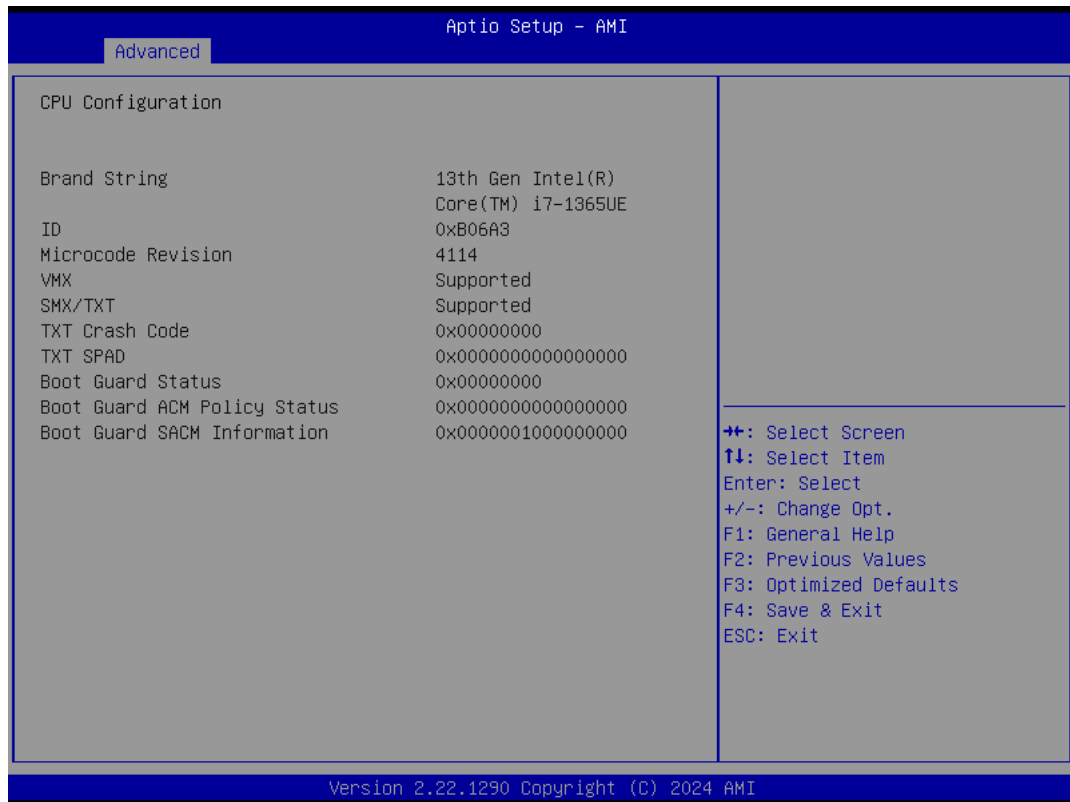 Aptio Setup - AMI
Advanced
CPU Configuration
Brand String 13th Gen Intel(R)
Core(TM) i7-1365UE
ID 0xB06A3
Microcode Revision 4114
VMX Supported
SMX/TXT Supported
TXT Crash Code 0x00000000
TXT SPAD 0x0000000000000000
Boot Guard Status 0x00000000
Boot Guard ACM Policy Status 0x0000000000000000
Boot Guard SACM Information 0x0000001000000000
→←: Select Screen
↑↓: Select Item
Enter: Select
+/-: Change Opt.
F1: General Help
F2: Previous Values
F3: Optimized Defaults
F4: Save & Exit
ESC: Exit
Version 2.22.1290 Copyright (C) 2024 AMI